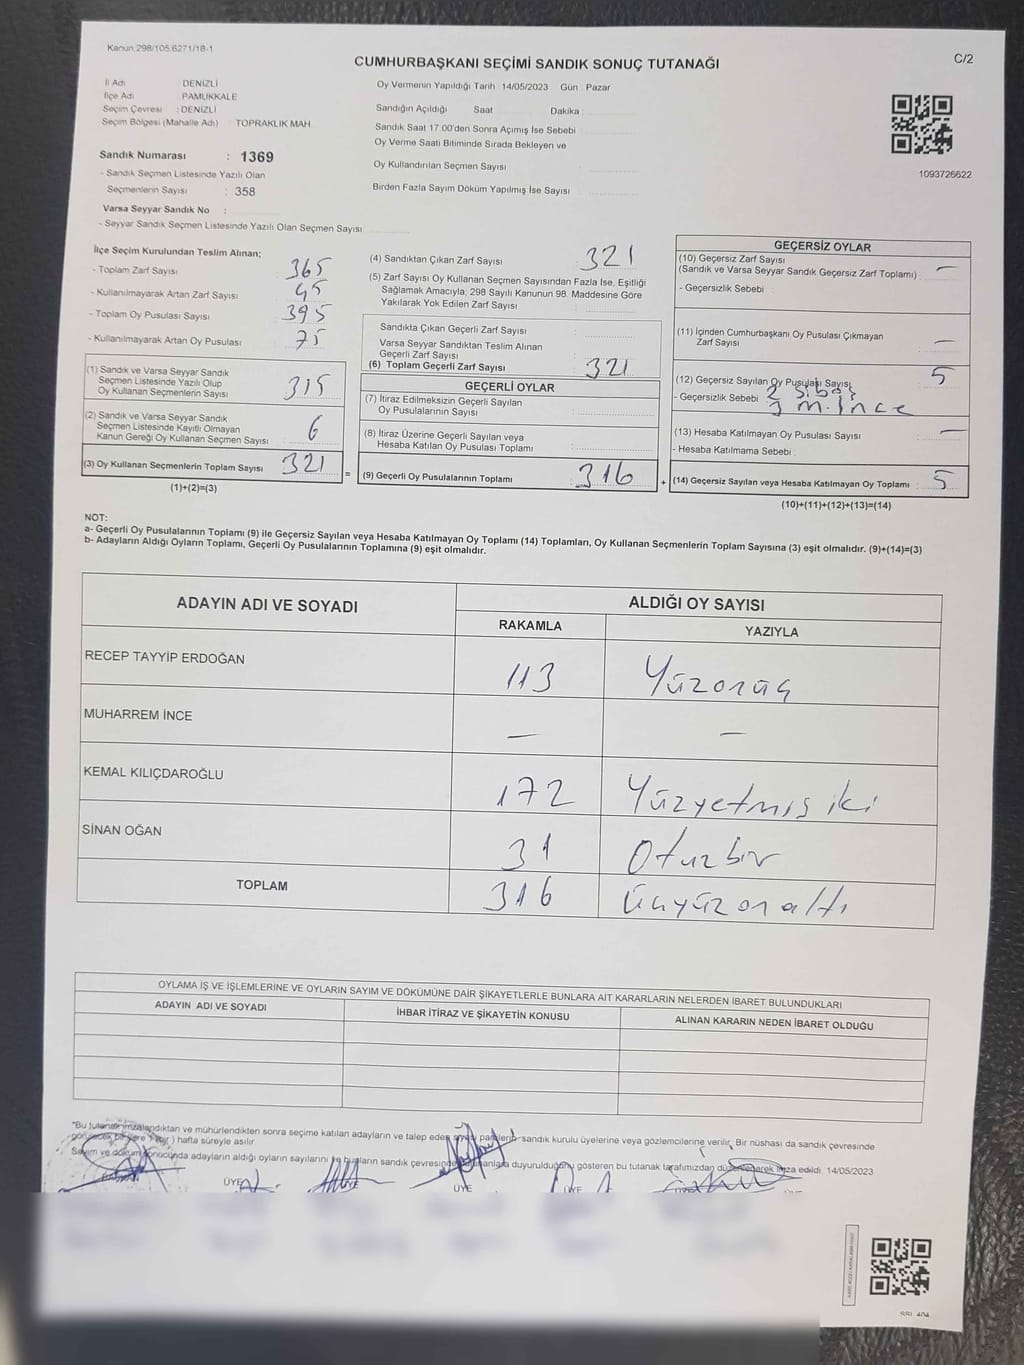 Kanun:298/105,6271/18-1
C/2
CUMHURBAŞKANI SEÇİMİ SANDIK SONUÇ TUTANAĞI
İl Adı : DENİZLİ
İlçe Adı : PAMUKKALE
Seçim Çevresi : DENİZLİ
Seçim Bölgesi (Mahalle Adı) : TOPRAKLIK MAH.
Sandık Numarası : 1369
- Sandık Seçmen Listesinde Yazılı Olan
Seçmenlerin Sayısı : 358
Varsa Seyyar Sandık No :
- Seyyar Sandık Seçmen Listesinde Yazılı Olan Seçmen Sayısı :
Oy Vermenin Yapıldığı Tarih : 14/05/2023 Gün : Pazar
Sandığın Açıldığı Saat Dakika
Sandık Saat 17:00'den Sonra Açılmış İse Sebebi
Oy Verme Saati Bitiminde Sırada Bekleyen ve
Oy Kullandırılan Seçmen Sayısı
Birden Fazla Sayım Döküm Yapılmış İse Sayısı
1093726622
İlçe Seçim Kurulundan Teslim Alınan;
- Toplam Zarf Sayısı : 365
- Kullanılmayarak Artan Zarf Sayısı : 45
- Toplam Oy Pusulası Sayısı : 395
- Kullanılmayarak Artan Oy Pusulası : 75
(1) Sandık ve Varsa Seyyar Sandık
Seçmen Listesinde Yazılı Olup
Oy Kullanan Seçmenlerin Sayısı : 315
(2) Sandık ve Varsa Seyyar Sandık
Seçmen Listesinde Kayıtlı Olmayan
Kanun Gereği Oy Kullanan Seçmen Sayısı : 6
(3) Oy Kullanan Seçmenlerin Toplam Sayısı : 321
(1)+(2)=(3)
(4) Sandıktan Çıkan Zarf Sayısı : 321
(5) Zarf Sayısı Oy Kullanan Seçmen Sayısından Fazla İse, Eşitliği
Sağlamak Amacıyla, 298 Sayılı Kanunun 98. Maddesine Göre
Yakılarak Yok Edilen Zarf Sayısı :
Sandıkta Çıkan Geçerli Zarf Sayısı :
Varsa Seyyar Sandıktan Teslim Alınan
Geçerli Zarf Sayısı :
(6) Toplam Geçerli Zarf Sayısı : 321
GEÇERLİ OYLAR
(7) İtiraz Edilmeksizin Geçerli Sayılan
Oy Pusulalarının Sayısı :
(8) İtiraz Üzerine Geçerli Sayılan veya
Hesaba Katılan Oy Pusulası Toplamı :
= (9) Geçerli Oy Pusulalarının Toplamı : 316
GEÇERSİZ OYLAR
(10) Geçersiz Zarf Sayısı
(Sandık ve Varsa Seyyar Sandık Geçersiz Zarf Toplamı) : —
- Geçersizlik Sebebi :
(11) İçinden Cumhurbaşkanı Oy Pusulası Çıkmayan
Zarf Sayısı : —
(12) Geçersiz Sayılan Oy Pusulası Sayısı : 5
- Geçersizlik Sebebi :
3 m.ince
(13) Hesaba Katılmayan Oy Pusulası Sayısı : —
- Hesaba Katılmama Sebebi :
+ (14) Geçersiz Sayılan veya Hesaba Katılmayan Oy Toplamı : 5
(10)+(11)+(12)+(13)=(14)
NOT:
a- Geçerli Oy Pusulalarının Toplamı (9) ile Geçersiz Sayılan veya Hesaba Katılmayan Oy Toplamı (14) Toplamları, Oy Kullanan Seçmenlerin Toplam Sayısına (3) eşit olmalıdır. (9)+(14)=(3)
b- Adayların Aldığı Oyların Toplamı, Geçerli Oy Pusulalarının Toplamına (9) eşit olmalıdır.
ADAYIN ADI VE SOYADI ALDIĞI OY SAYISI
RAKAMLA YAZIYLA
RECEP TAYYİP ERDOĞAN 113 Yüzonüç
MUHARREM İNCE — —
KEMAL KILIÇDAROĞLU 172 Yüzyetmiş iki
SİNAN OĞAN 31 Otuzbir
TOPLAM 316 üçyüzonaltı
OYLAMA İŞ VE İŞLEMLERİNE VE OYLARIN SAYIM VE DÖKÜMÜNE DAİR ŞİKAYETLERLE BUNLARA AİT KARARLARIN NELERDEN İBARET BULUNDUKLARI
ADAYIN ADI VE SOYADI İHBAR İTİRAZ VE ŞİKAYETİN KONUSU ALINAN KARARIN NEDEN İBARET OLDUĞU
"Bu tutanak imzalandıktan ve mühürlendikten sonra seçime katılan adayların ve talep eden siyasi partilerin sandık kurulu üyelerine veya gözlemcilerine verilir. Bir nüshası da sandık çevresinde
görülecek bir yere 1 (bir) hafta süreyle asılır.
Sayım ve döküm sonucunda adayların aldığı oyların sayılarını ve bunların sandık çevresinde duyurulduğunu gösteren bu tutanak tarafımızdan düzenlenerek imza edildi. 14/05/2023
ÜYE ÜYE ÜYE ÜYE